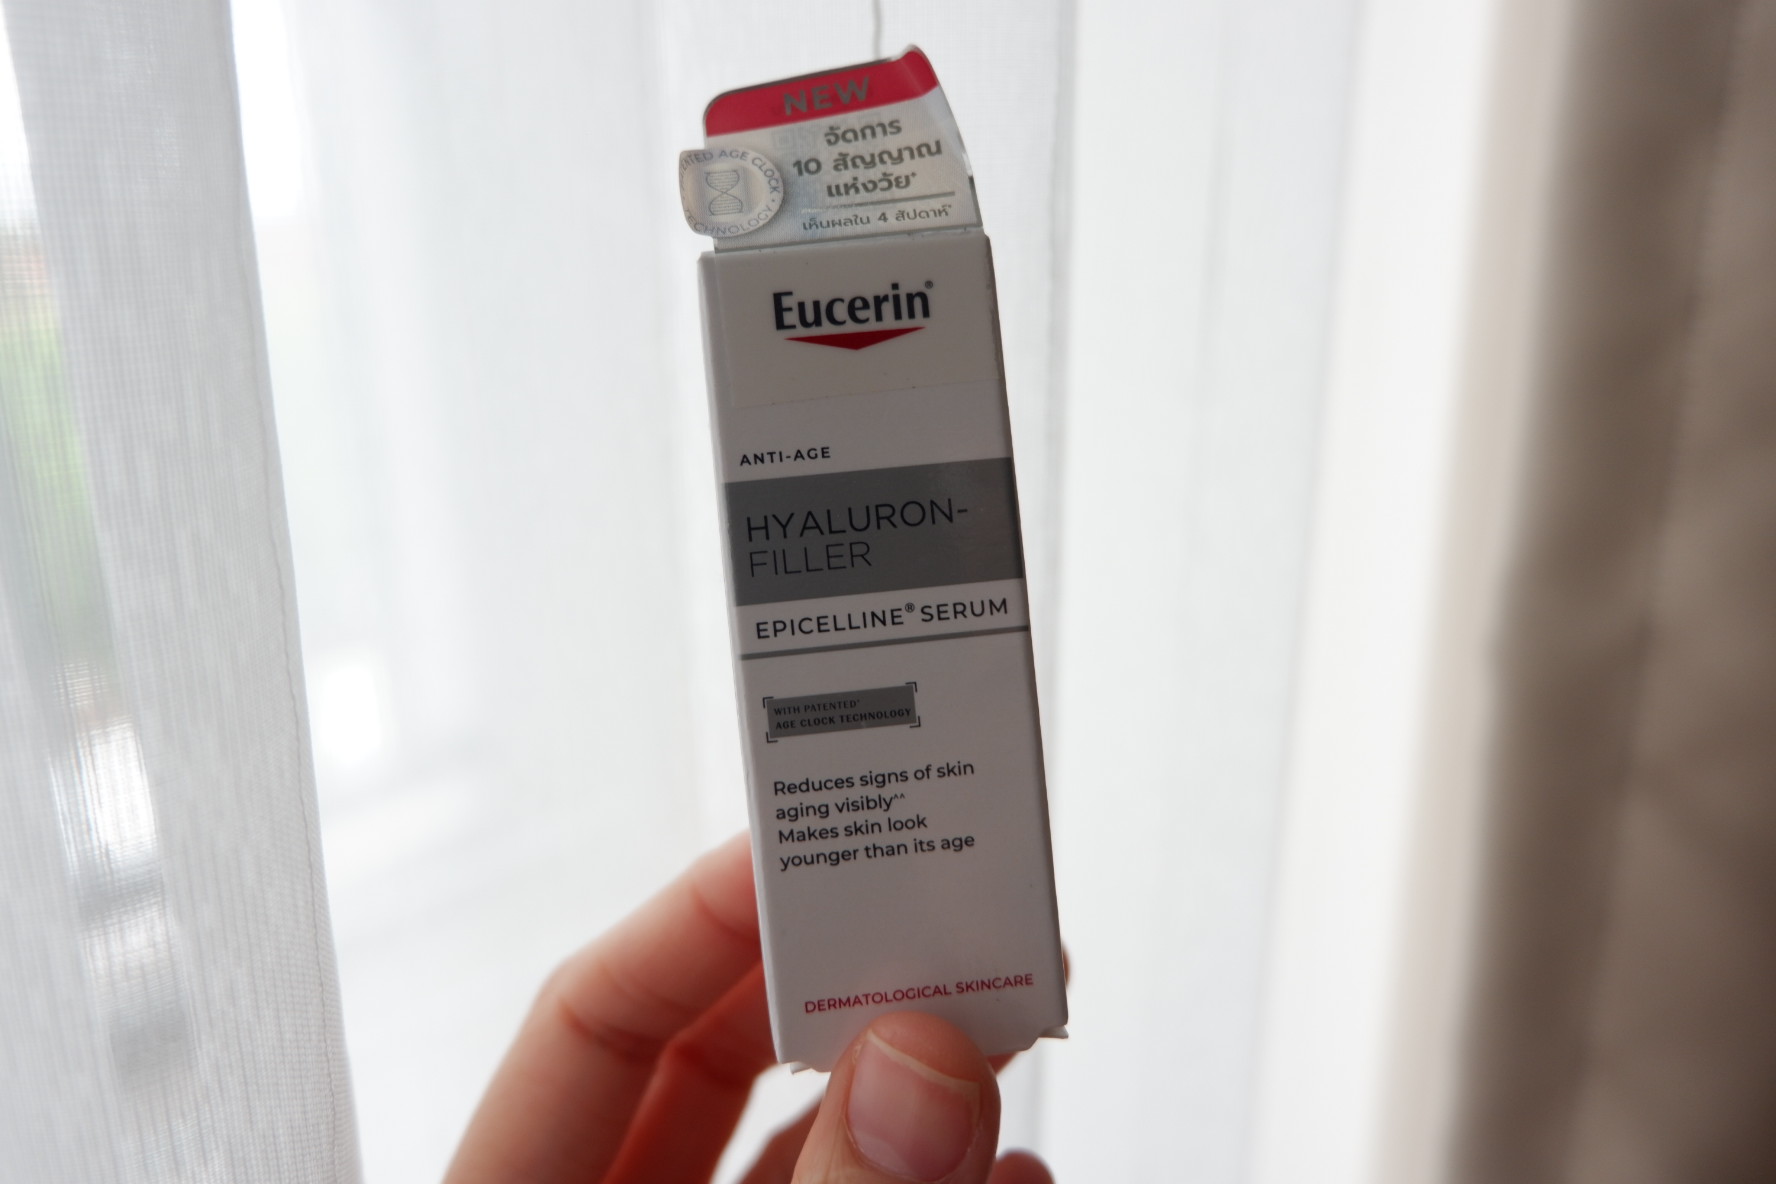 NEW
จัดการ
10 สัญญาณ
แห่งวัย*
เห็นผลใน 4 สัปดาห์*
AGE CLOCK
Eucerin®
ANTI-AGE
HYALURON-
FILLER
EPICELLINE® SERUM
WITH PATENTED*
AGE CLOCK TECHNOLOGY
Reduces signs of skin
aging visibly^^
Makes skin look
younger than its age
DERMATOLOGICAL SKINCARE